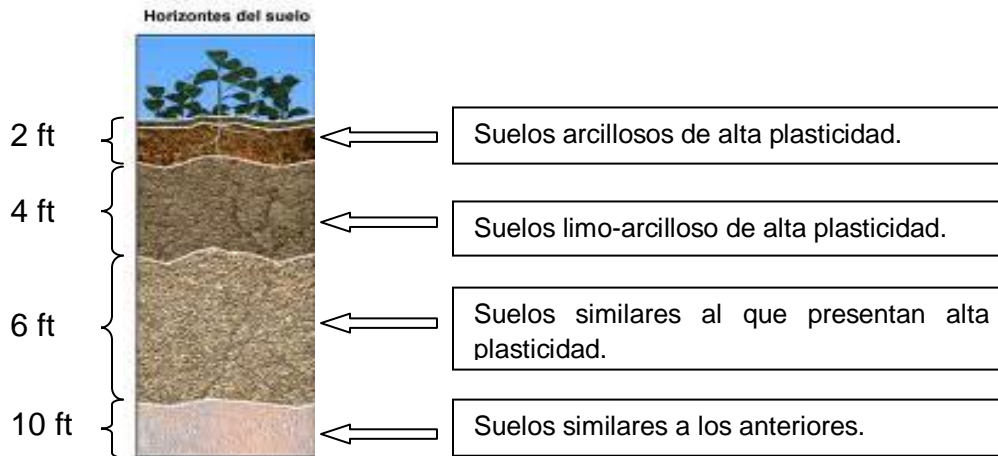 Horizontes del suelo
2 ft
Suelos arcillosos de alta plasticidad.
4 ft
Suelos limo-arcilloso de alta plasticidad.
6 ft
Suelos similares al que presentan alta
plasticidad.
10 ft
Suelos similares a los anteriores.